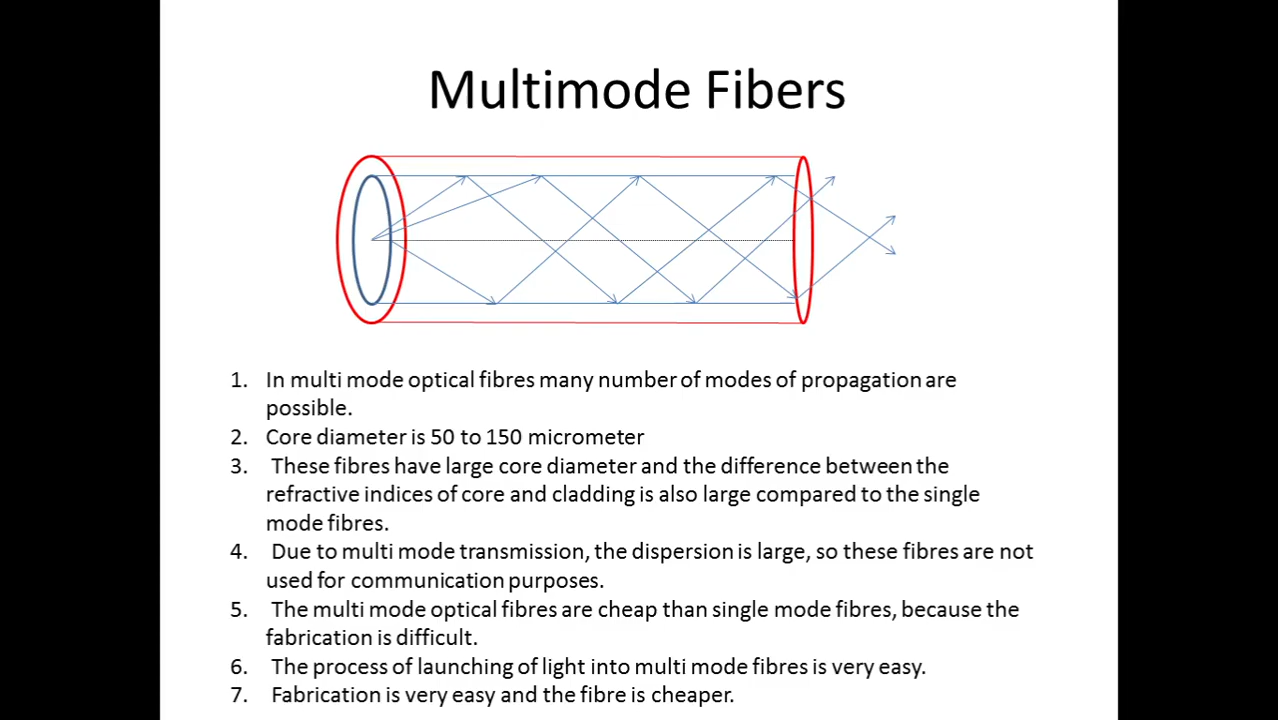 Multimode Fibers
1. In multi mode optical fibres many number of modes of propagation are
possible.
2. Core diameter is 50 to 150 micrometer
3. These fibres have large core diameter and the difference between the
refractive indices of core and cladding is also large compared to the single
mode fibres.
4. Due to multi mode transmission, the dispersion is large, so these fibres are not
used for communication purposes.
5. The multi mode optical fibres are cheap than single mode fibres, because the
fabrication is difficult.
6. The process of launching of light into multi mode fibres is very easy.
7. Fabrication is very easy and the fibre is cheaper.